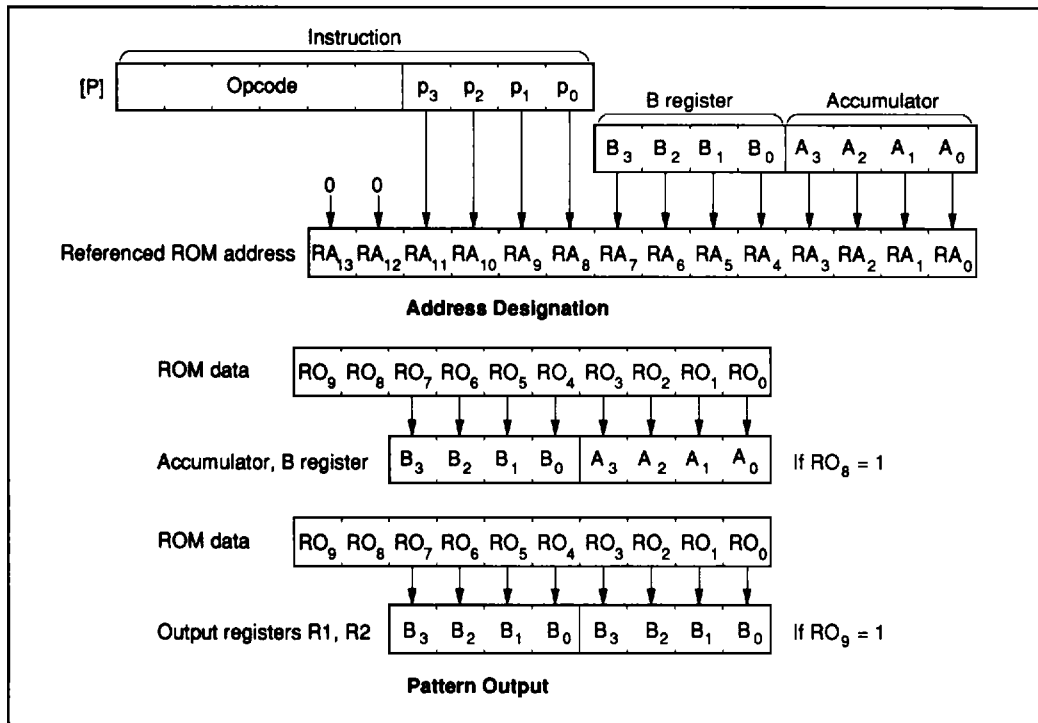 Instruction
[P] Opcode p3 p2 p1 p0
B register Accumulator
B3 B2 B1 B0 A3 A2 A1 A0
0 0
Referenced ROM address RA13 RA12 RA11 RA10 RA9 RA8 RA7 RA6 RA5 RA4 RA3 RA2 RA1 RA0
Address Designation
ROM data RO9 RO8 RO7 RO6 RO5 RO4 RO3 RO2 RO1 RO0
Accumulator, B register B3 B2 B1 B0 A3 A2 A1 A0 If RO8 = 1
ROM data RO9 RO8 RO7 RO6 RO5 RO4 RO3 RO2 RO1 RO0
Output registers R1, R2 B3 B2 B1 B0 B3 B2 B1 B0 If RO9 = 1
Pattern Output